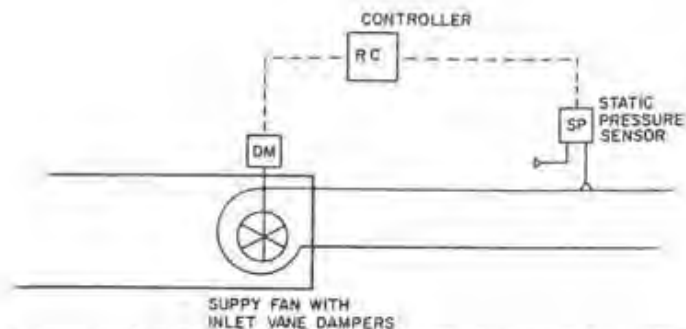 CONTROLLER
RC
STATIC
PRESSURE
SENSOR
SP
DM
SUPPY FAN WITH
INLET VANE DAMPERS